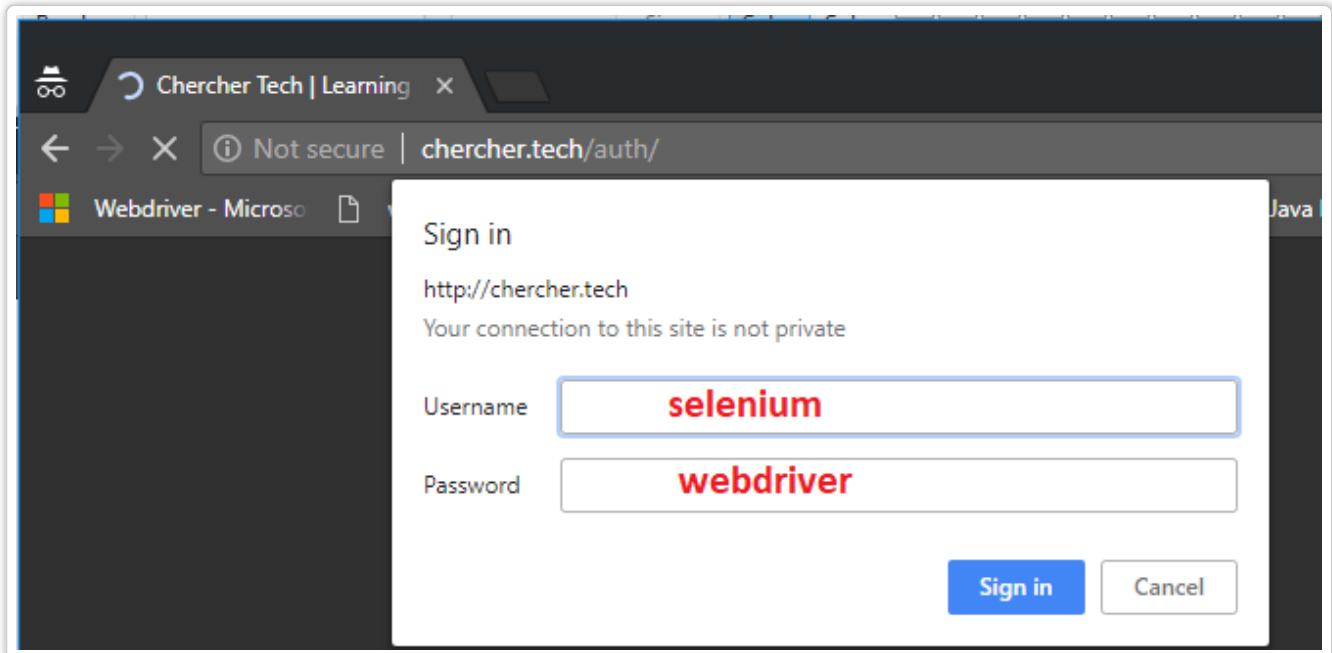 Chercher Tech | Learning
Not secure | chercher.tech/auth/
Webdriver - Microso
Java
Sign in
http://chercher.tech
Your connection to this site is not private
Username selenium
Password webdriver
Sign in Cancel